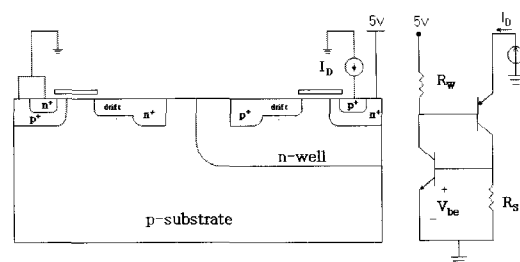 5v
I_D
n⁺
p⁺
drift
n⁺
drift
p⁺
n⁺
n-well
p-substrate
5v
I_D
R_W
+
V_be
−
R_S